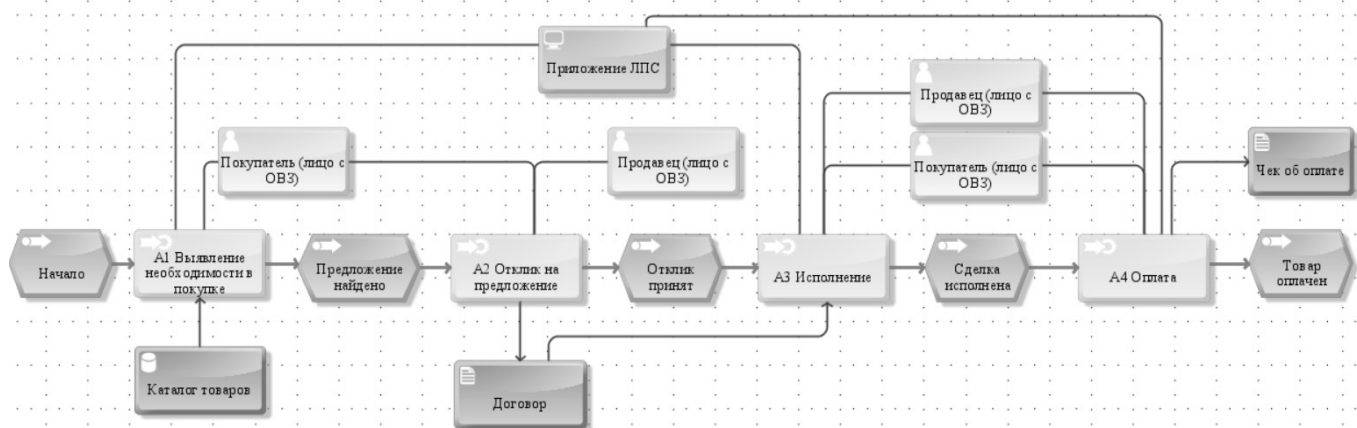 Приложение ЛПС
Продавец (лицо с
ОВЗ)
Покупатель (лицо с
ОВЗ)
Продавец (лицо с
ОВЗ)
Покупатель (лицо с
ОВЗ)
Чек об оплате
Начало
А1 Выявление
необходимости в
покупке
Предложение
найдено
А2 Отклик на
предложение
Отклик
принят
А3 Исполнение
Сделка
исполнена
А4 Оплата
Товар
оплачен
Каталог товаров
Договор